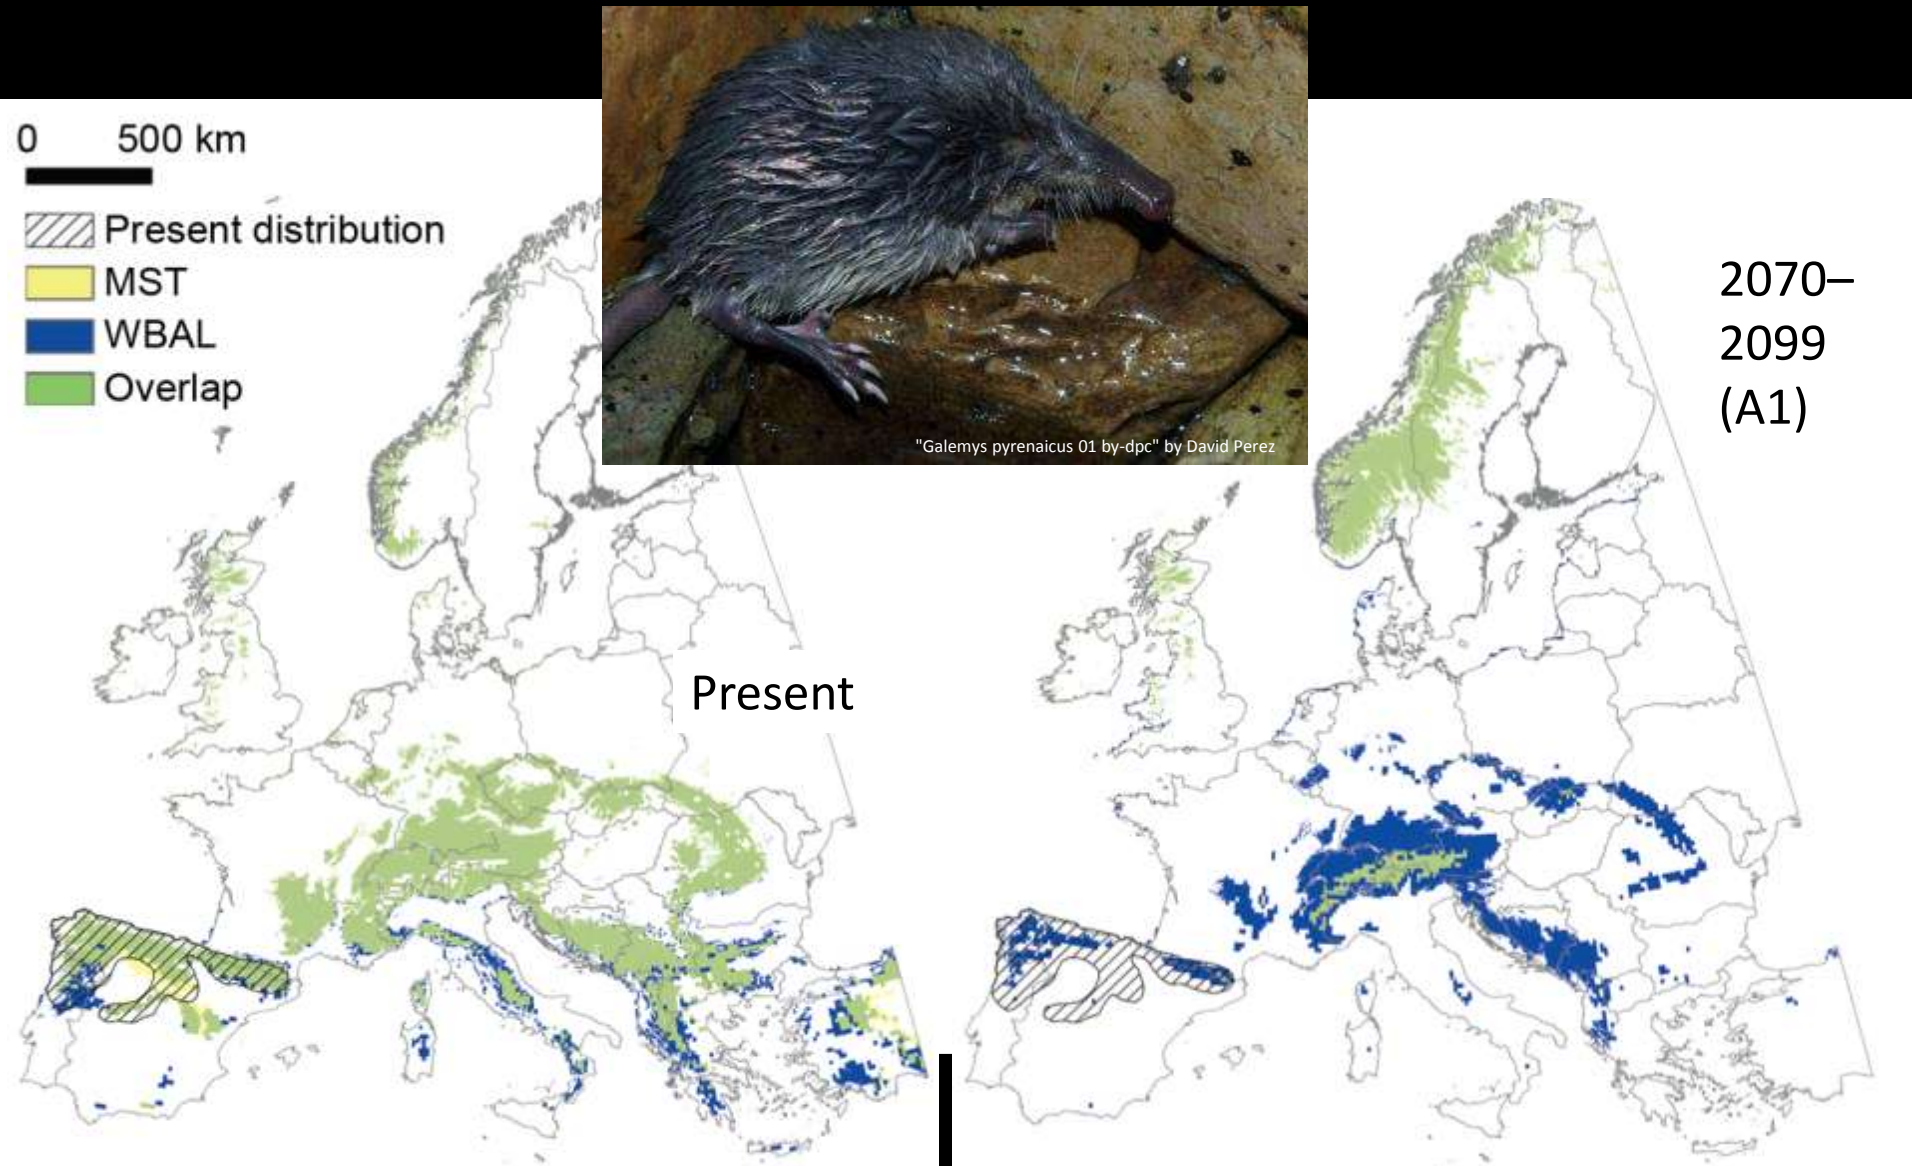 0 500 km
Present distribution
MST
WBAL
Overlap
"Galemys pyrenaicus 01 by-dpc" by David Perez
2070–
2099
(A1)
Present